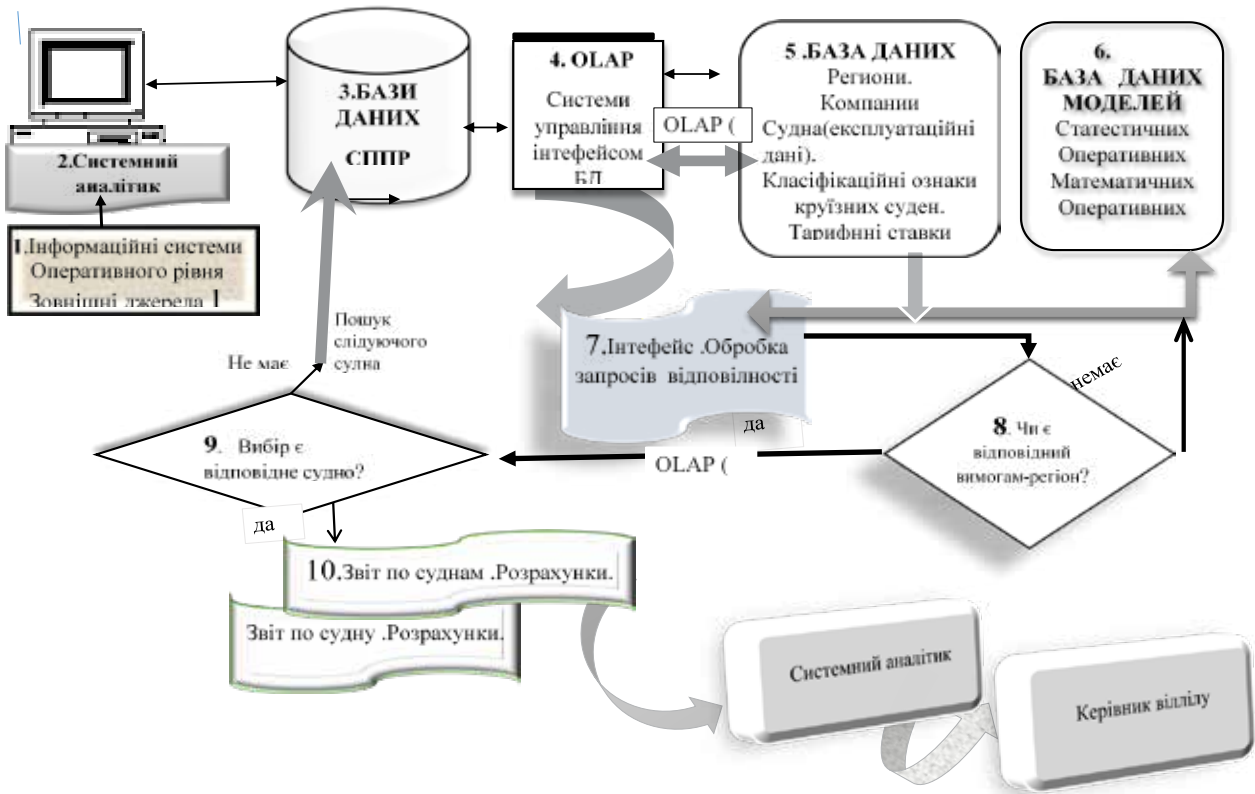 2.Системний
аналітик
1.Інформаційні системи
Оперативного рівня
Зовнішні джерела 1
3.БАЗИ
ДАНИХ
СППР
4. OLAP
Системи
управління
інтефейсом
БД
OLAP (
5 .БАЗА ДАНИХ
Регионы.
Компании
Судна(експлуатаційні
дані).
Класіфікаційні ознаки
круїзних суден.
Тарифнні ставки
6.
БАЗА ДАНИХ
МОДЕЛЕЙ
Статестичних
Оперативних
Математичних
Оперативних
Пошук
слідуючого
судна
Не має
7.Інтефейс .Обробка
запросів відповілності
да
немає
8. Чи є
відповідний
вимогам-регіон?
OLAP (
9. Вибір є
відповідне судно?
да
10.Звіт по суднам .Розрахунки.
Звіт по судну .Розрахунки.
Системний аналітик
Керівник відділу